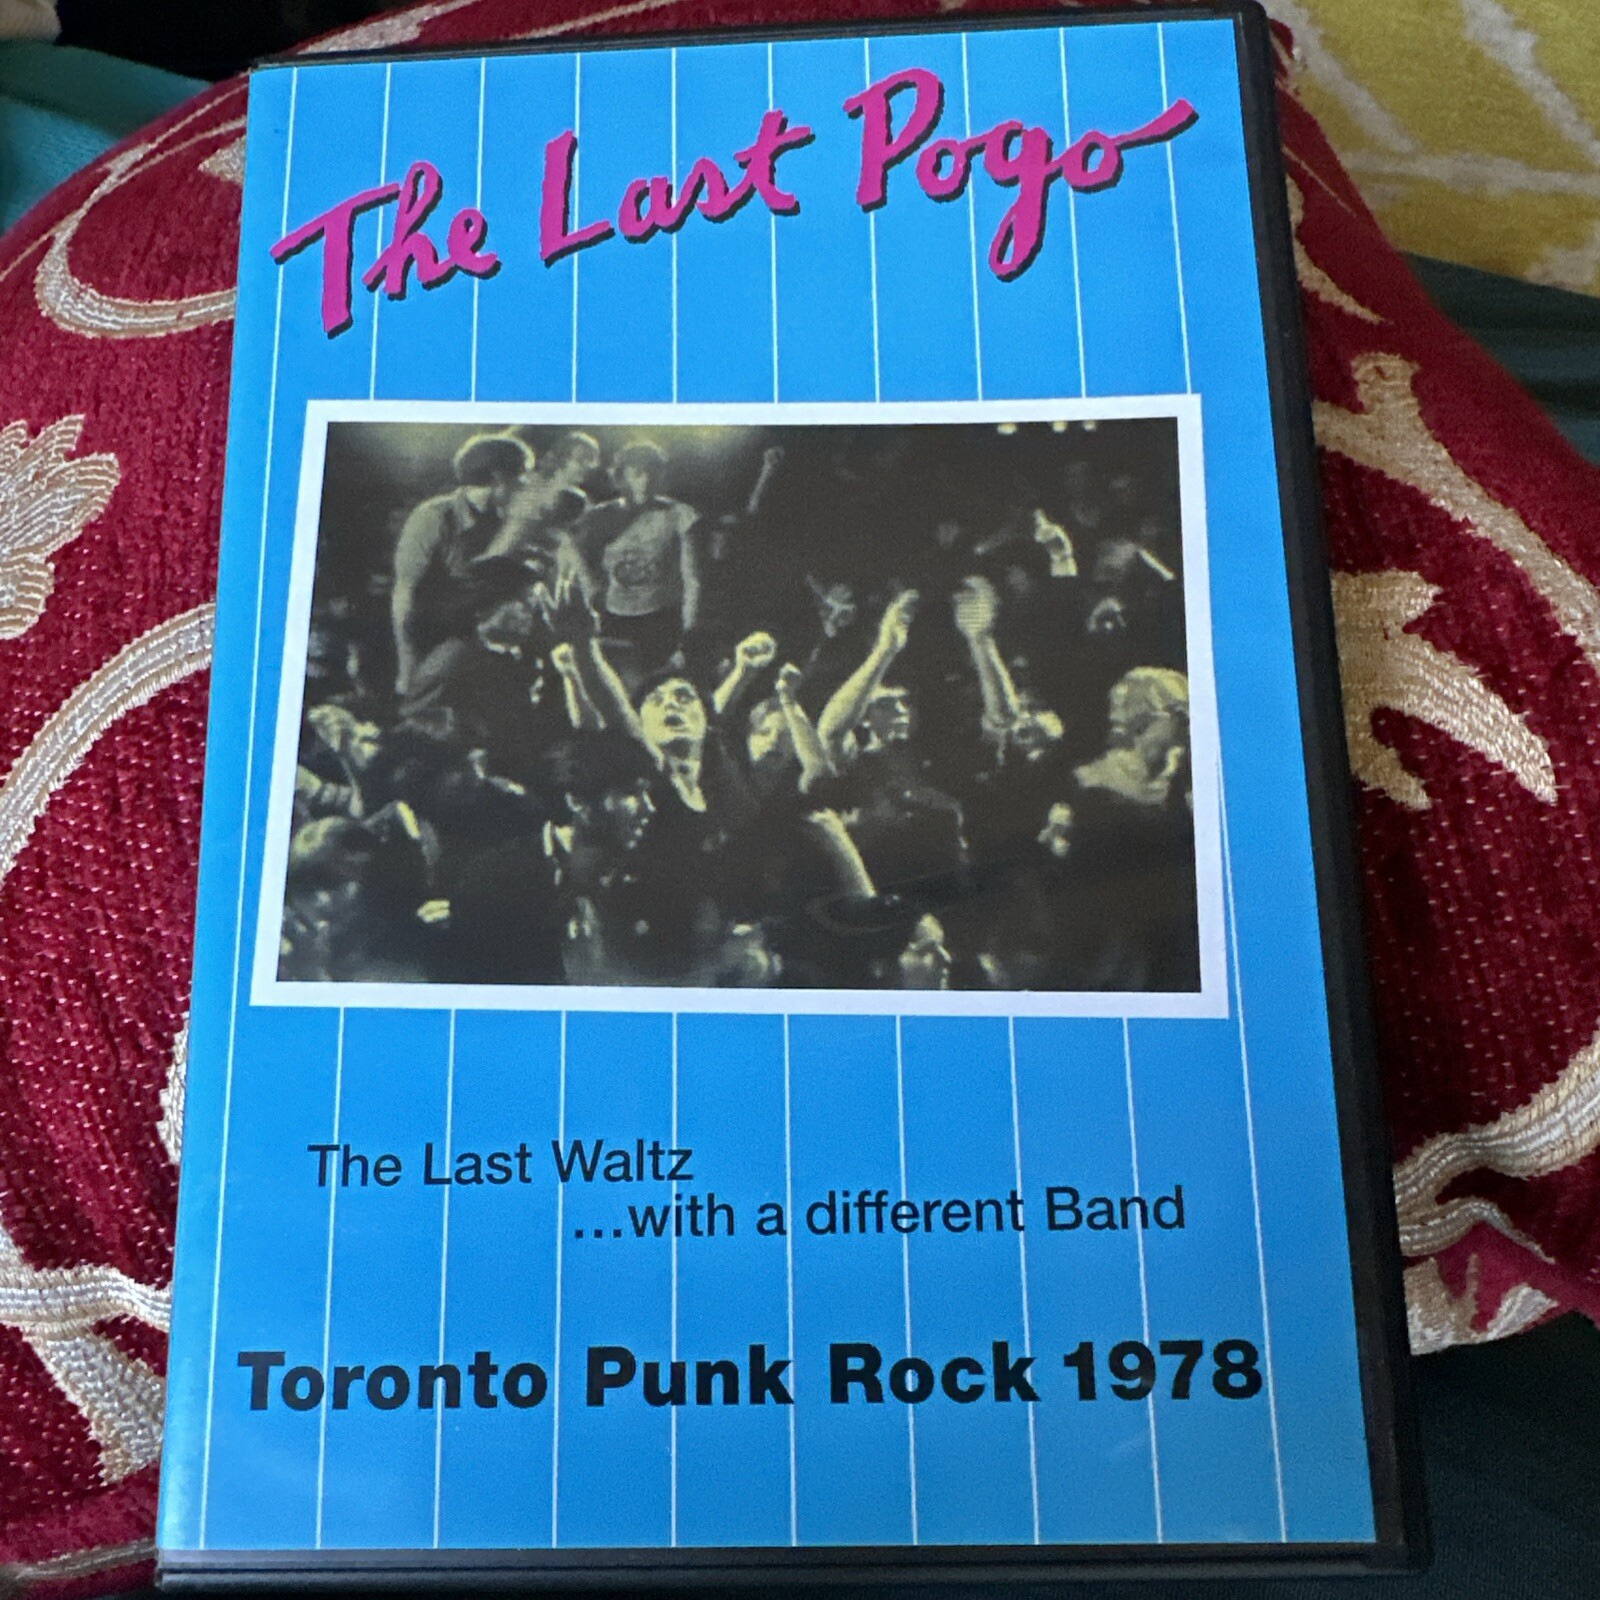 The Last Pogo
The Last Waltz
...with a different Band
Toronto Punk Rock 1978